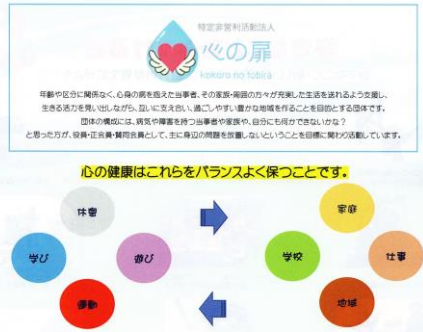 特定非営利活動法人
心の扉
kokoro no tobira
年齢や区分に関係なく、心身の病を抱えた当事者、その家族・周囲の方々が充実した生活を送れるよう支援し、
生きる活力を見い出しながら、互いに支え合い、過ごしやすい豊かな地域を作ることを目的とする団体です。
団体の構成には、病気や障害を持つ当事者や家族や、自分にも何かできないかな？
と思った方が、役員・正会員・賛同会員として、主に身辺の問題を放置しないということを目標に関わり活動しています。
心の健康はこれらをバランスよく保つことです。
休養
家庭
学び
遊び
学校
仕事
運動
地域